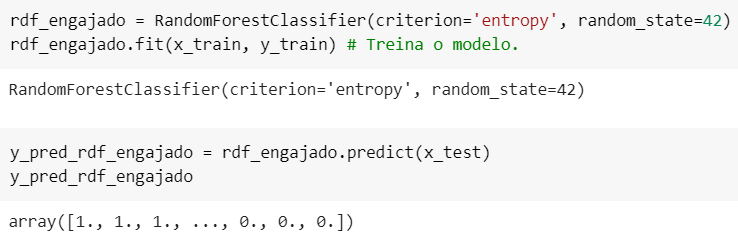 rdf_engajado = RandomForestClassifier(criterion='entropy', random_state=42)
rdf_engajado.fit(x_train, y_train) # Treina o modelo.
RandomForestClassifier(criterion='entropy', random_state=42)
y_pred_rdf_engajado = rdf_engajado.predict(x_test)
y_pred_rdf_engajado
array([1., 1., 1., ..., 0., 0., 0.])